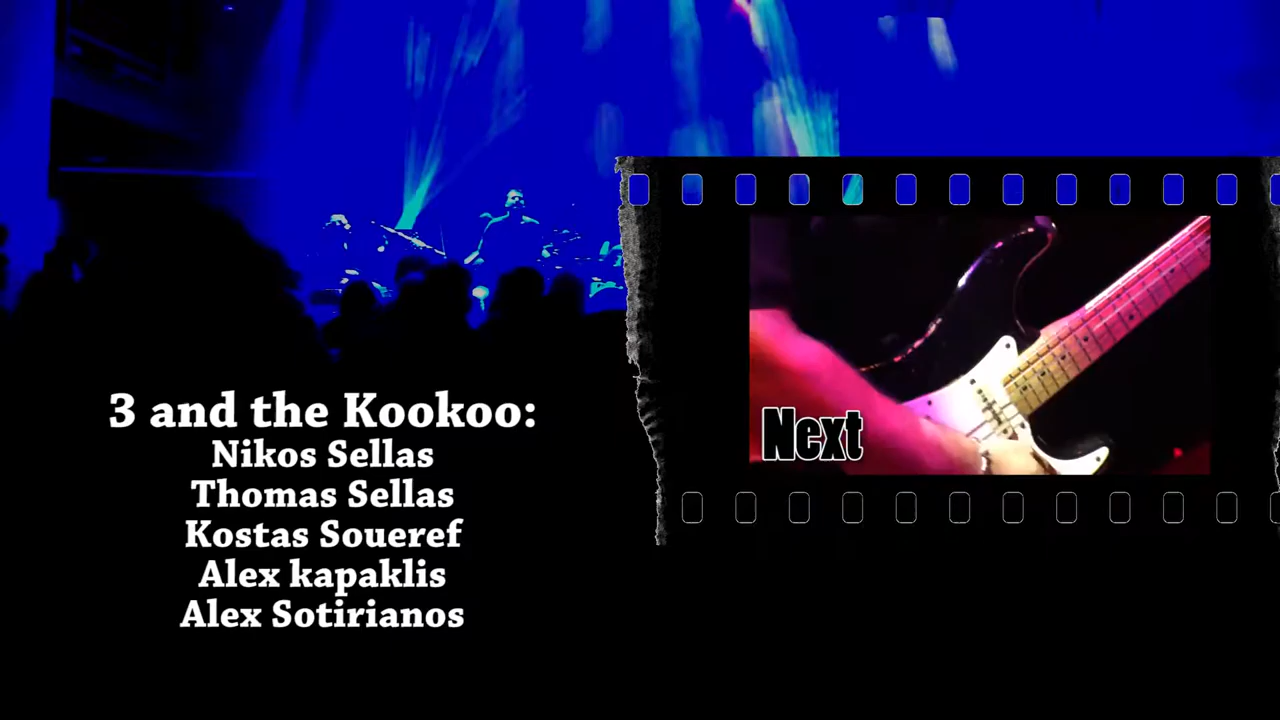 3 and the Kookoo:
Nikos Sellas
Thomas Sellas
Kostas Soueref
Alex kapaklis
Alex Sotirianos
Next